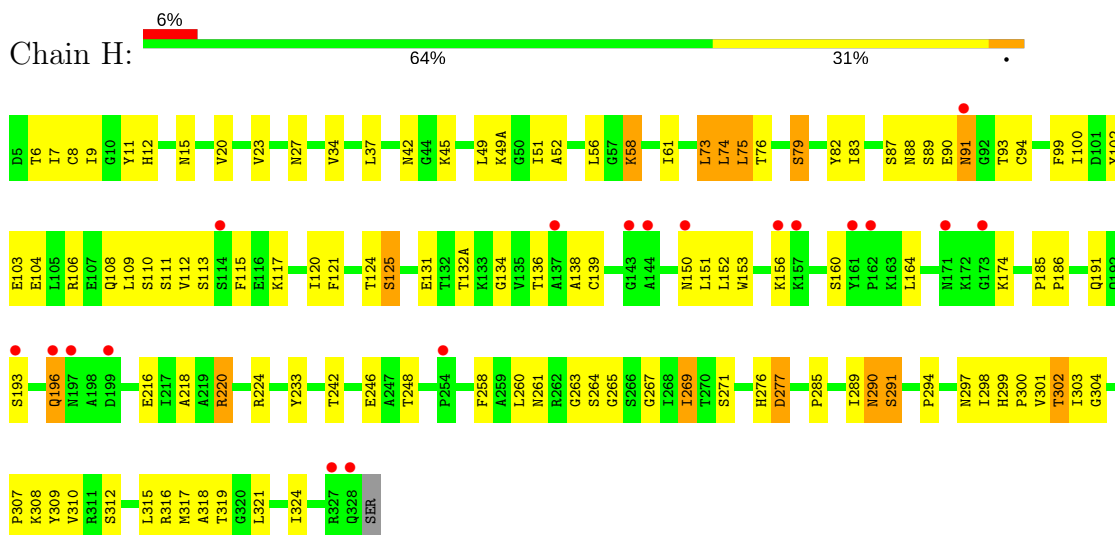 6%
Chain H:
64% 31% •
D5 T6 I7 C8 I9 G10 Y11 H12 N15 V20 V23 N27 V34 L37 N42 G44 K45 L49 K49A G50 I51 A52 L56 G57 K58 I61 L73 L74 L75 T76 S79 Y82 I83 S87 N88 S89 E90 N91 G92 T93 C94 F99 I100 D101 Y102
E103 E104 L105 R106 E107 Q108 L109 S110 S111 V112 S113 S114 F115 E116 K117 I120 F121 T124 S125 E131 T132 T132A K133 G134 V135 T136 A137 A138 C139 G143 A144 N150 L151 L152 W153 K156 K157 S160 Y161 P162 K163 L164 N171 K172 G173 K174 P185 P186 Q191 Q192
S193 Q196 N197 A198 D199 E216 I217 A218 A219 R220 R224 Y233 T242 E246 A247 T248 P254 F258 A259 L260 N261 R262 G263 S264 G265 S266 G267 I268 I269 T270 S271 H276 D277 P285 I289 N290 S291 P294 N297 I298 H299 P300 V301 T302 I303 G304
P307 K308 Y309 V310 R311 S312 L315 R316 M317 A318 T319 G320 L321 I324 R327 Q328 SER